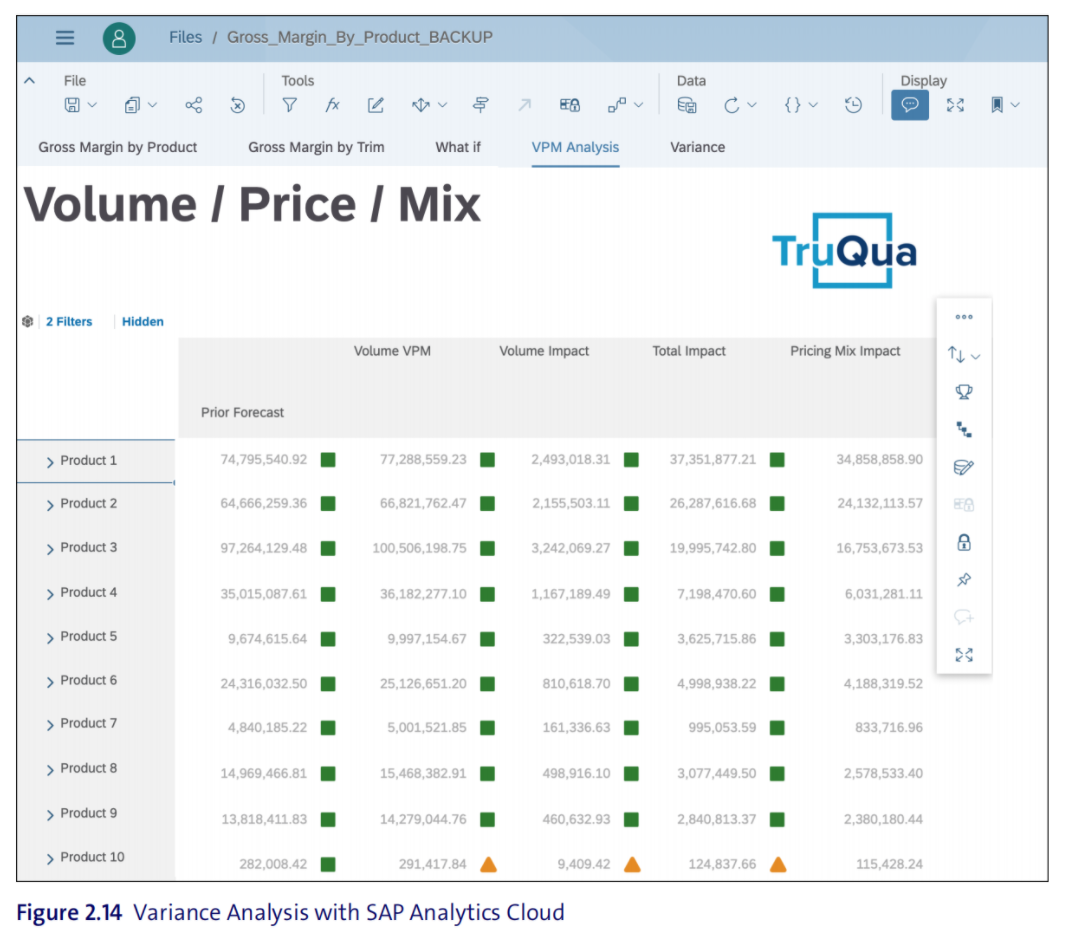 Files / Gross_Margin_By_Product_BACKUP
File Tools Data Display
Gross Margin by Product Gross Margin by Trim What if VPM Analysis Variance
Volume / Price / Mix
TruQua
2 Filters Hidden
Volume VPM Volume Impact Total Impact Pricing Mix Impact
Prior Forecast
Product 1 74,795,540.92 77,288,559.23 2,493,018.31 37,351,877.21 34,858,858.90
Product 2 64,666,259.36 66,821,762.47 2,155,503.11 26,287,616.68 24,132,113.57
Product 3 97,264,129.48 100,506,198.75 3,242,069.27 19,995,742.80 16,753,673.53
Product 4 35,015,087.61 36,182,277.10 1,167,189.49 7,198,470.60 6,031,281.11
Product 5 9,674,615.64 9,997,154.67 322,539.03 3,625,715.86 3,303,176.83
Product 6 24,316,032.50 25,126,651.20 810,618.70 4,998,938.22 4,188,319.52
Product 7 4,840,185.22 5,001,521.85 161,336.63 995,053.59 833,716.96
Product 8 14,969,466.81 15,468,382.91 498,916.10 3,077,449.50 2,578,533.40
Product 9 13,818,411.83 14,279,044.76 460,632.93 2,840,813.37 2,380,180.44
Product 10 282,008.42 291,417.84 9,409.42 124,837.66 115,428.24
Figure 2.14 Variance Analysis with SAP Analytics Cloud